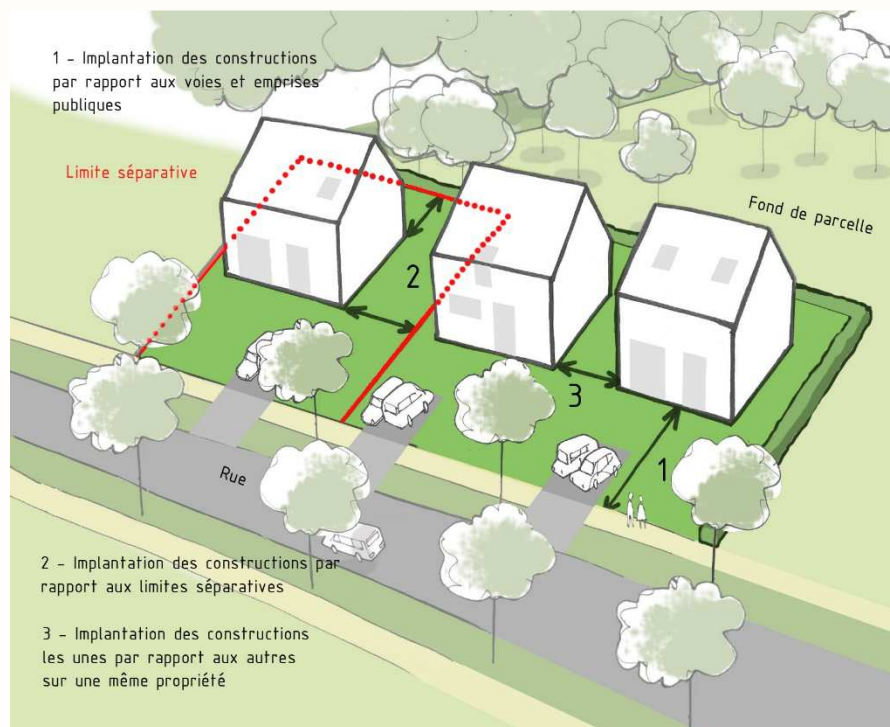 1 - Implantation des constructions
par rapport aux voies et emprises
publiques
Limite séparative
Fond de parcelle
2
3
1
Rue
2 - Implantation des constructions par
rapport aux limites séparatives
3 - Implantation des constructions
les unes par rapport aux autres
sur une même propriété